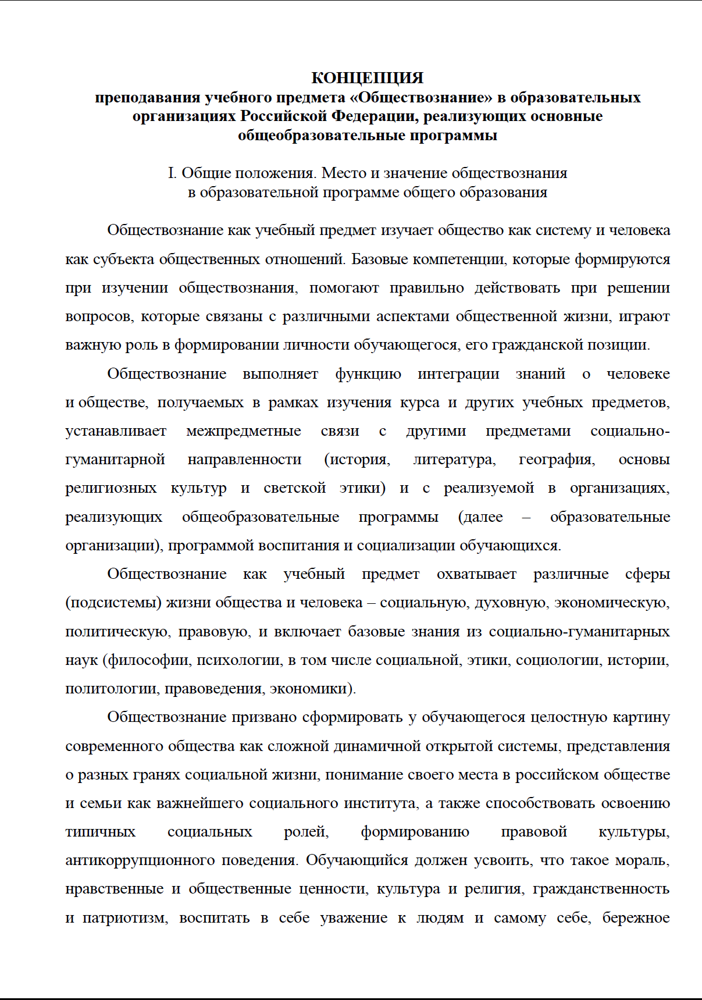 КОНЦЕПЦИЯ
преподавания учебного предмета «Обществознание» в образовательных
организациях Российской Федерации, реализующих основные
общеобразовательные программы
I. Общие положения. Место и значение обществознания
в образовательной программе общего образования
Обществознание как учебный предмет изучает общество как систему и человека
как субъекта общественных отношений. Базовые компетенции, которые формируются
при изучении обществознания, помогают правильно действовать при решении
вопросов, которые связаны с различными аспектами общественной жизни, играют
важную роль в формировании личности обучающегося, его гражданской позиции.
Обществознание выполняет функцию интеграции знаний о человеке
и обществе, получаемых в рамках изучения курса и других учебных предметов,
устанавливает межпредметные связи с другими предметами социально-
гуманитарной направленности (история, литература, география, основы
религиозных культур и светской этики) и с реализуемой в организациях,
реализующих общеобразовательные программы (далее – образовательные
организации), программой воспитания и социализации обучающихся.
Обществознание как учебный предмет охватывает различные сферы
(подсистемы) жизни общества и человека – социальную, духовную, экономическую,
политическую, правовую, и включает базовые знания из социально-гуманитарных
наук (философии, психологии, в том числе социальной, этики, социологии, истории,
политологии, правоведения, экономики).
Обществознание призвано сформировать у обучающегося целостную картину
современного общества как сложной динамичной открытой системы, представления
о разных гранях социальной жизни, понимание своего места в российском обществе
и семьи как важнейшего социального института, а также способствовать освоению
типичных социальных ролей, формированию правовой культуры,
антикоррупционного поведения. Обучающийся должен усвоить, что такое мораль,
нравственные и общественные ценности, культура и религия, гражданственность
и патриотизм, воспитать в себе уважение к людям и самому себе, бережное